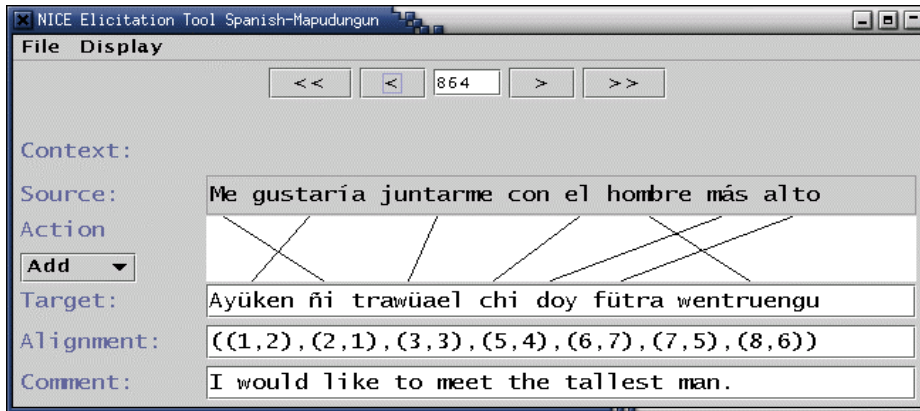 NICE Elicitation Tool Spanish-Mapudungun
File Display
<< < 864 > >>
Context:
Source: Me gustaría juntarme con el hombre más alto
Action
Add
Target: Ayüken ñi trawüael chi doy fütra wentruengu
Alignment: ((1,2),(2,1),(3,3),(5,4),(6,7),(7,5),(8,6))
Comment: I would like to meet the tallest man.